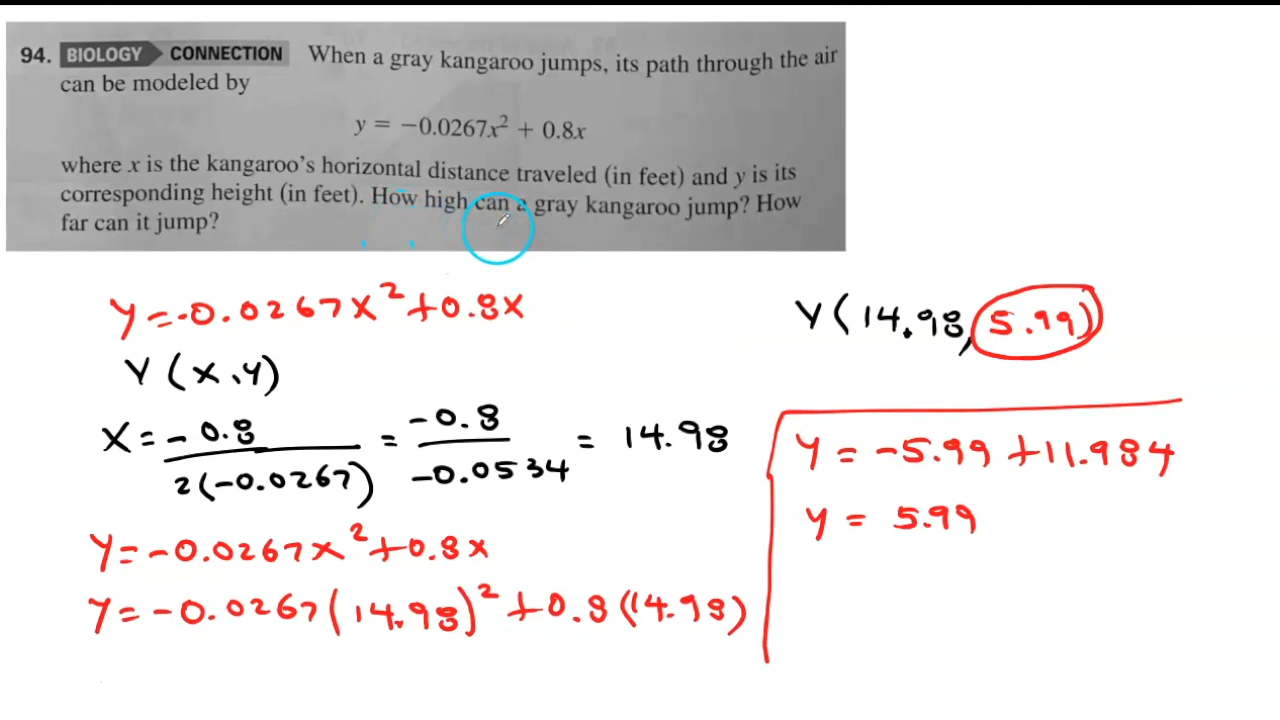 94. BIOLOGY CONNECTION When a gray kangaroo jumps, its path through the air
can be modeled by
y = −0.0267x² + 0.8x
where x is the kangaroo's horizontal distance traveled (in feet) and y is its
corresponding height (in feet). How high can a gray kangaroo jump? How
far can it jump?
Y = -0.0267x² + 0.8x
V (x, y)
X = -0.8 / 2(-0.0267) = -0.8 / -0.0534 = 14.98
Y = -0.0267x² + 0.8x
Y = -0.0267(14.98)² + 0.8(14.98)
V (14.98, 5.99)
y = -5.99 + 11.984
y = 5.99